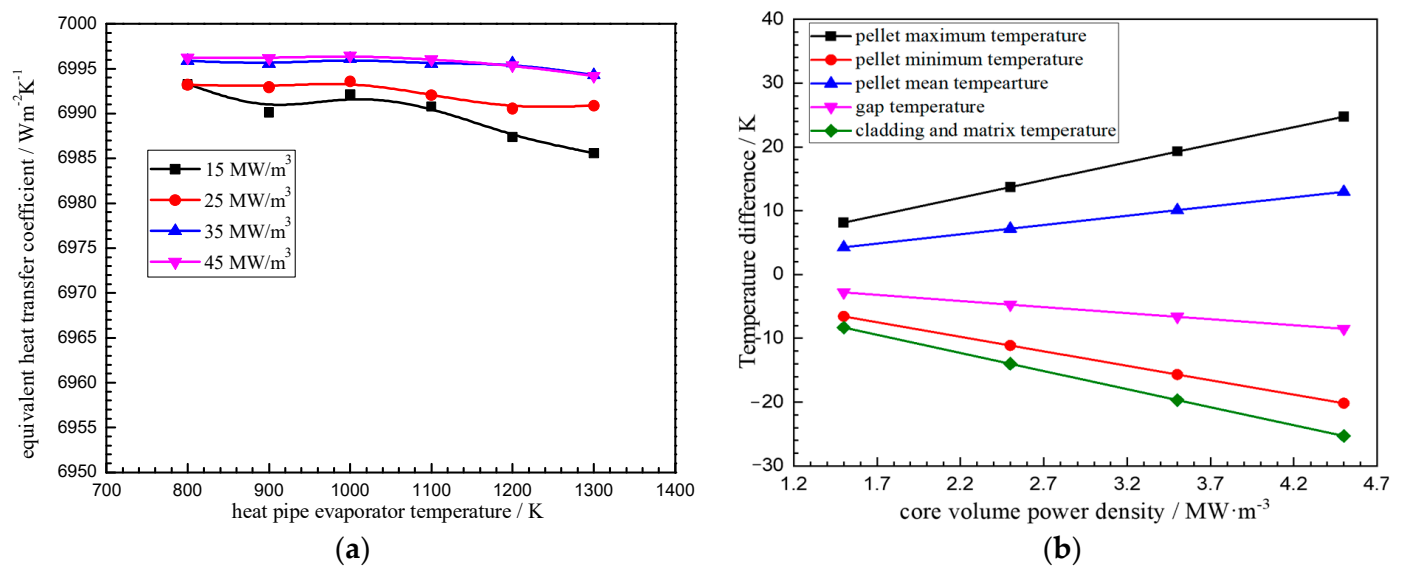 equivalent heat transfer coefficient / Wm⁻²K⁻¹
7000
6995
6990
6985
6980
6975
6970
6965
6960
6955
6950
15 MW/m³
25 MW/m³
35 MW/m³
45 MW/m³
700 800 900 1000 1100 1200 1300 1400
heat pipe evaporator temperature / K
(a)
Temperature difference / K
40
30
20
10
0
−10
−20
−30
pellet maximum temperature
pellet minimum temperature
pellet mean tempearture
gap temperature
cladding and matrix temperature
1.2 1.7 2.2 2.7 3.2 3.7 4.2 4.7
core volume power density / MW·m⁻³
(b)